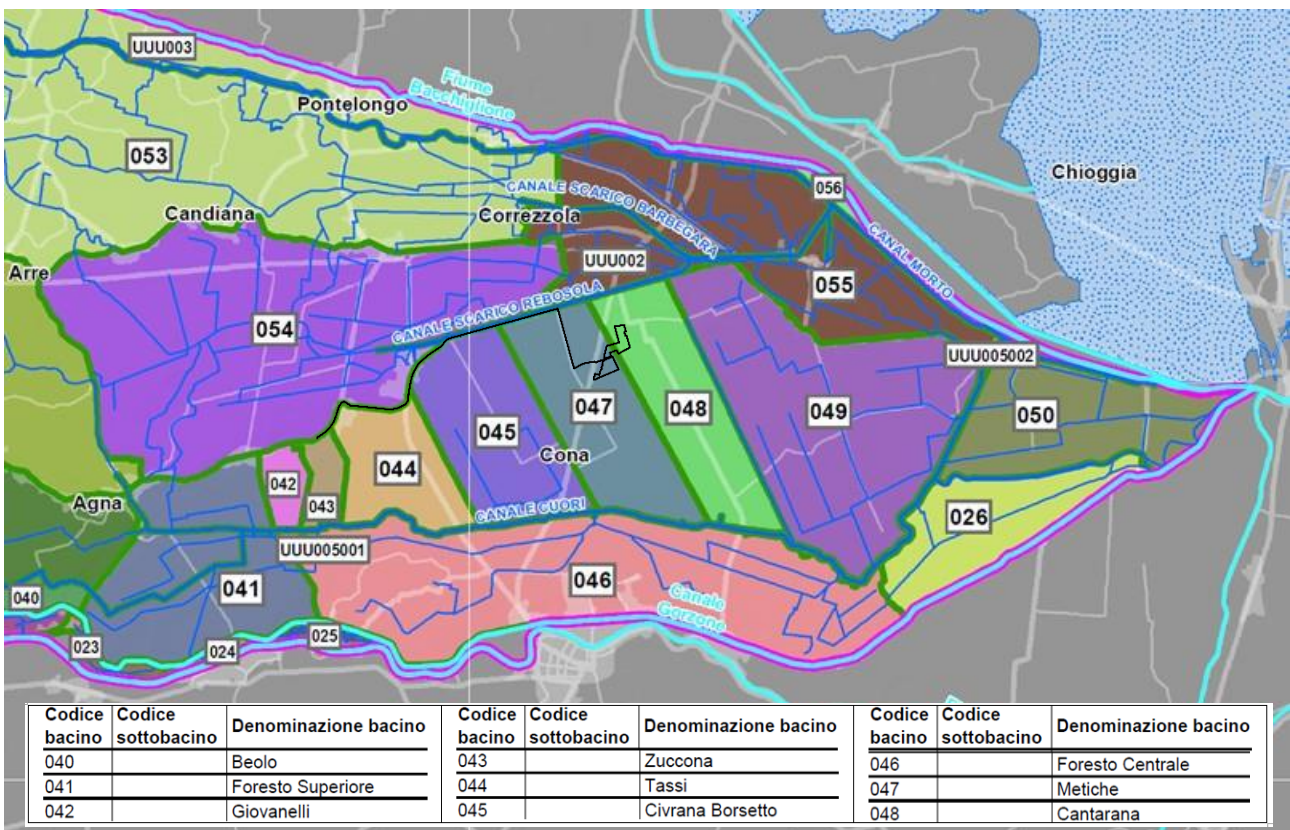 UUU003
Fiume
Bacchiglione
Pontelongo
053
Chioggia
056
CANALE SCARICO BARBEGARA
Candiana
Correzzola
CANAL MORTO
UUU002
Arre
055
CANALE SCARICO REBOSOLA
054
UUU005002
047
048
049
050
045
Cona
044
042
Agna
043
CANALE CUORI
026
UUU005001
046
041
040
Canale
Gorzone
025
023
024
Codice bacino Codice sottobacino Denominazione bacino
040 Beolo
041 Foresto Superiore
042 Giovanelli
Codice bacino Codice sottobacino Denominazione bacino
043 Zuccona
044 Tassi
045 Civrana Borsetto
Codice bacino Codice sottobacino Denominazione bacino
046 Foresto Centrale
047 Metiche
048 Cantarana